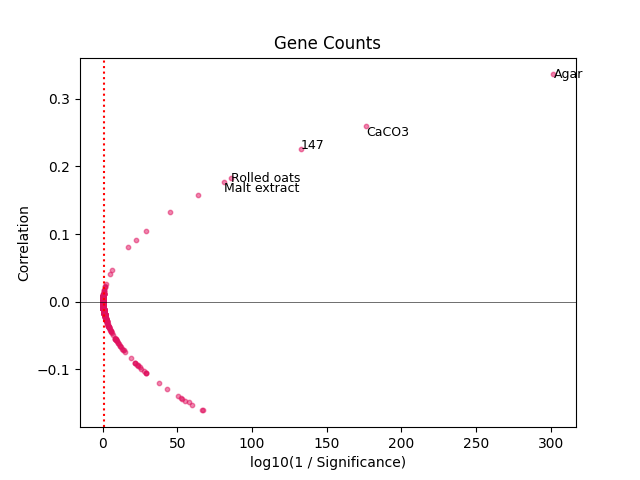 Gene Counts
Agar
CaCO3
147
Rolled oats
Malt extract
Correlation
0.3
0.2
0.1
0.0
−0.1
0 50 100 150 200 250 300
log10(1 / Significance)